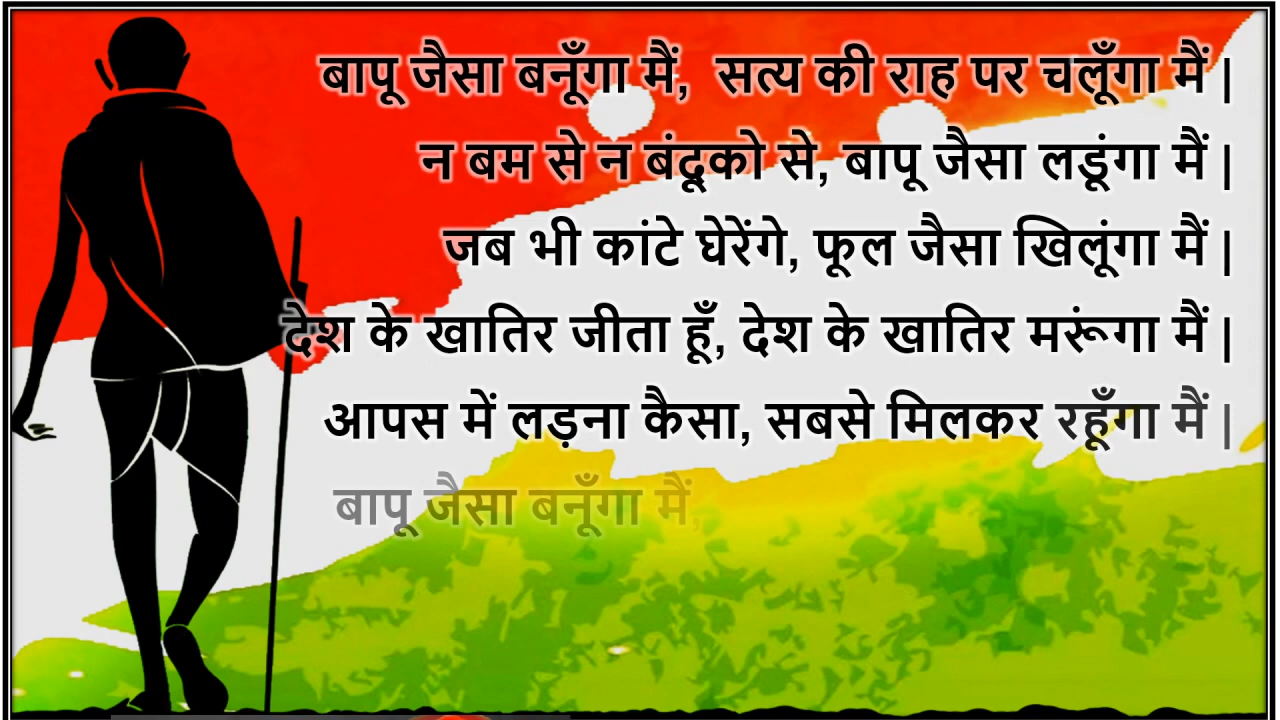 बापू जैसा बनूँगा मैं, सत्य की राह पर चलूँगा मैं |
न बम से न बंदूको से, बापू जैसा लडूंगा मैं |
जब भी कांटे घेरेंगे, फूल जैसा खिलूंगा मैं |
देश के खातिर जीता हूँ, देश के खातिर मरूंगा मैं |
आपस में लड़ना कैसा, सबसे मिलकर रहूँगा मैं |
बापू जैसा बनूँगा मैं,